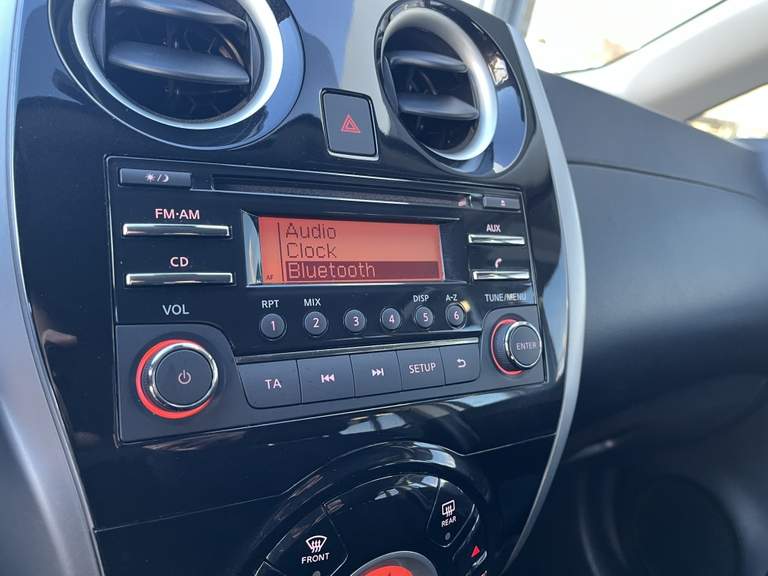 FM·AM
CD
VOL
Audio
Clock
Bluetooth
AF
AUX
RPT
MIX
DISP
A-Z
1
2
3
4
5
6
TUNE/MENU
ENTER
TA
SETUP
FRONT
REAR